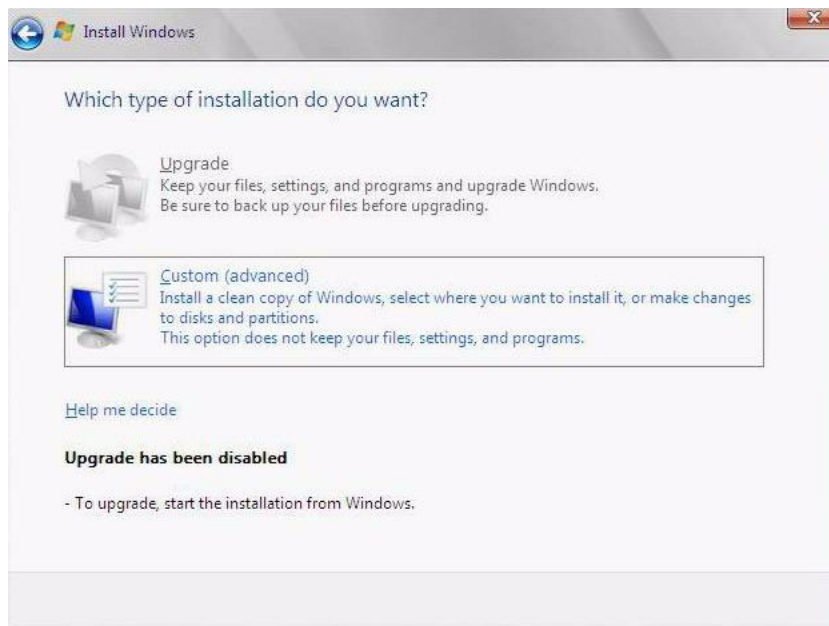 Install Windows
Which type of installation do you want?
Upgrade
Keep your files, settings, and programs and upgrade Windows.
Be sure to back up your files before upgrading.
Custom (advanced)
Install a clean copy of Windows, select where you want to install it, or make changes
to disks and partitions.
This option does not keep your files, settings, and programs.
Help me decide
Upgrade has been disabled
- To upgrade, start the installation from Windows.